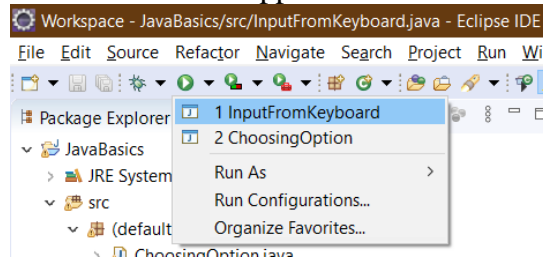 Workspace - JavaBasics/src/InputFromKeyboard.java - Eclipse IDE
File Edit Source Refactor Navigate Search Project Run Wi
Package Explorer
1 InputFromKeyboard
2 ChoosingOption
JavaBasics
JRE System
Run As
src
Run Configurations...
(default
Organize Favorites...
ChoosingOption.java